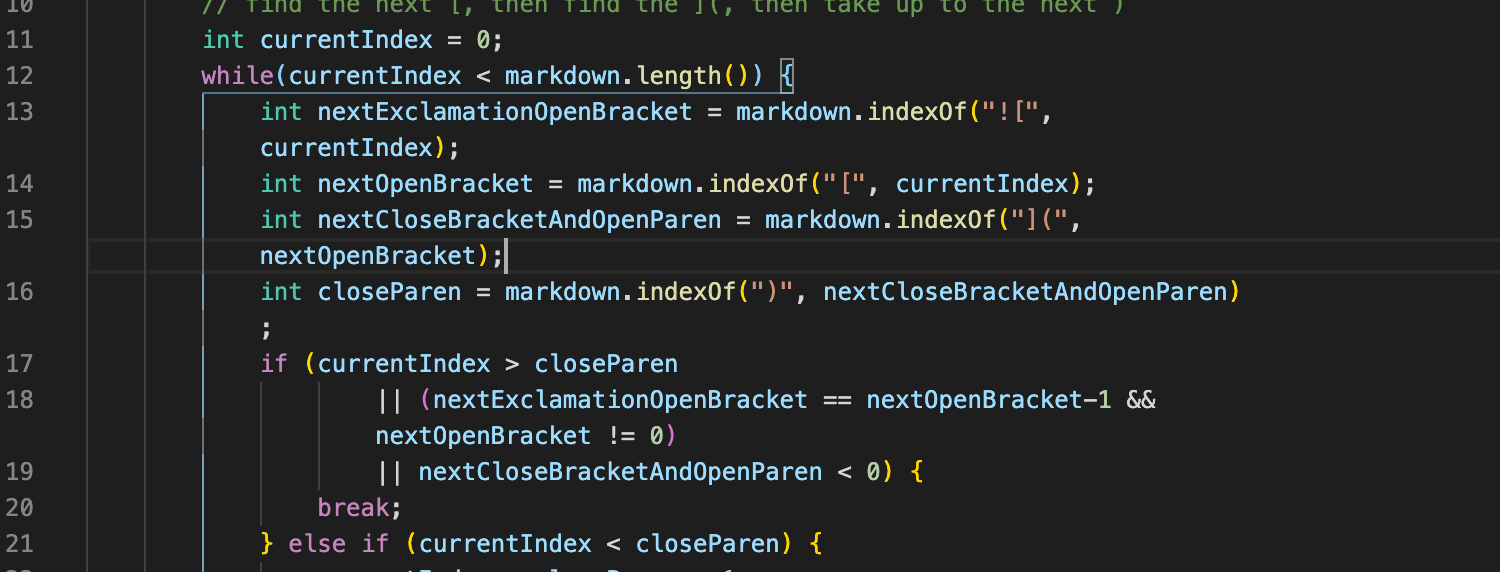 10 // find the next [, then find the ](, then take up to the next )
11 int currentIndex = 0;
12 while(currentIndex < markdown.length()) {
13 int nextExclamationOpenBracket = markdown.indexOf("![",
currentIndex);
14 int nextOpenBracket = markdown.indexOf("[", currentIndex);
15 int nextCloseBracketAndOpenParen = markdown.indexOf("](",
nextOpenBracket);
16 int closeParen = markdown.indexOf(")", nextCloseBracketAndOpenParen)
;
17 if (currentIndex > closeParen
18 || (nextExclamationOpenBracket == nextOpenBracket-1 &&
nextOpenBracket != 0)
19 || nextCloseBracketAndOpenParen < 0) {
20 break;
21 } else if (currentIndex < closeParen) {